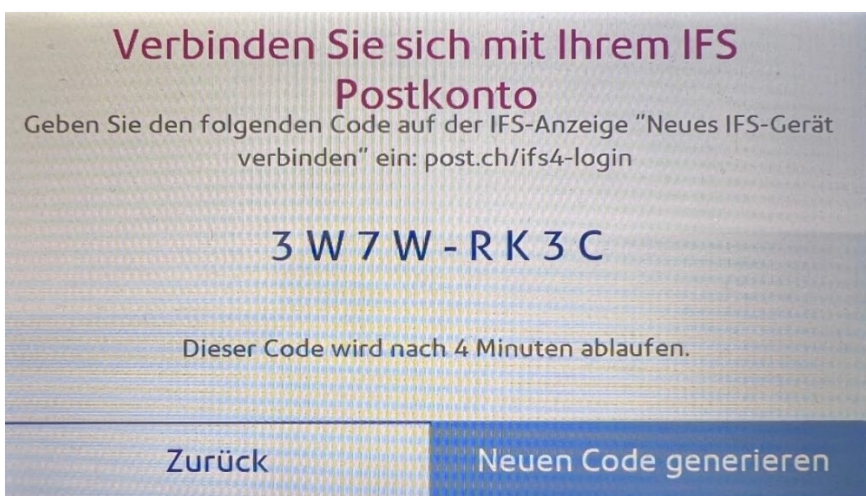 Verbinden Sie sich mit Ihrem IFS
Postkonto
Geben Sie den folgenden Code auf der IFS-Anzeige "Neues IFS-Gerät
verbinden" ein: post.ch/ifs4-login
3W7W-RK3C
Dieser Code wird nach 4 Minuten ablaufen.
Zurück
Neuen Code generieren